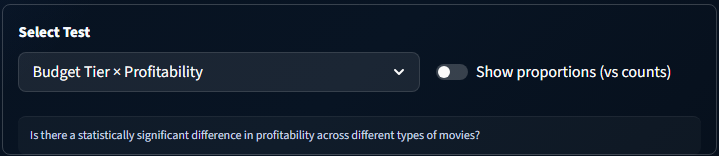 Select Test
Budget Tier × Profitability
Show proportions (vs counts)
Is there a statistically significant difference in profitability across different types of movies?